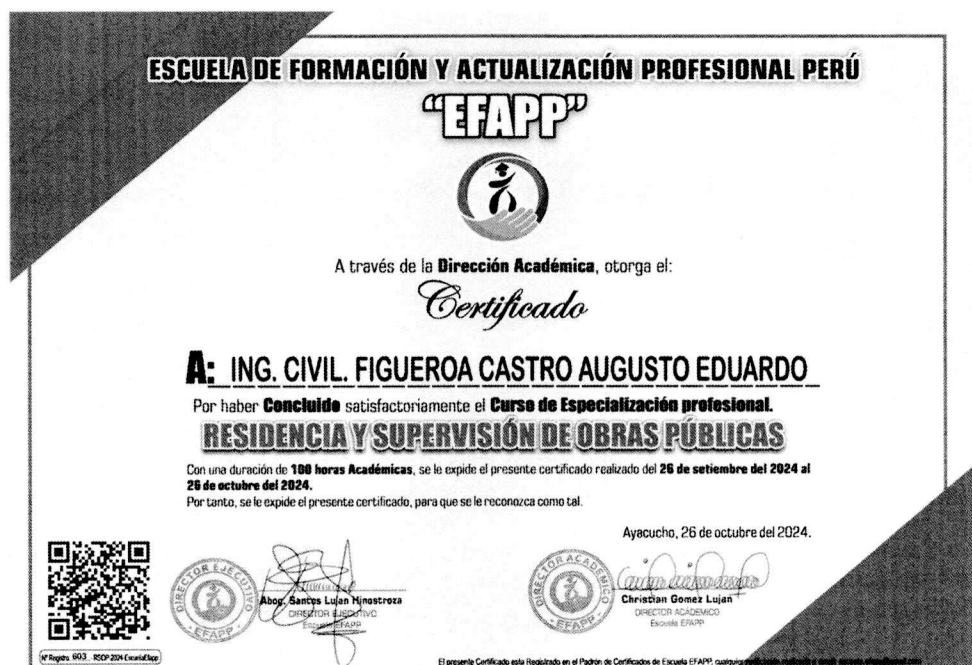 ESCUELA DE FORMACIÓN Y ACTUALIZACIÓN PROFESIONAL PERÚ
“EFAPP”
A través de la Dirección Académica, otorga el:
Certificado
A: ING. CIVIL. FIGUEROA CASTRO AUGUSTO EDUARDO
Por haber Concluido satisfactoriamente el Curso de Especialización profesional.
RESIDENCIA Y SUPERVISIÓN DE OBRAS PÚBLICAS
Con una duración de 100 horas Académicas, se le expide el presente certificado realizado del 26 de setiembre del 2024 al
26 de octubre del 2024.
Por tanto, se le expide el presente certificado, para que se le reconozca como tal.
Ayacucho, 26 de octubre del 2024.
DIRECTOR EJECUTIVO
EFAPP
Abog. Santos Lujan Hinostroza
DIRECTOR EJECUTIVO
Escuela EFAPP
DIRECTOR ACADEMICO
EFAPP
Christian Gomez Lujan
DIRECTOR ACADEMICO
Escuela EFAPP
Nº Registro 603 - RSOP-2024-EscuelaEfapp
El presente Certificado esta Registrado en el Padrón de Certificados de Escuela EFAPP,